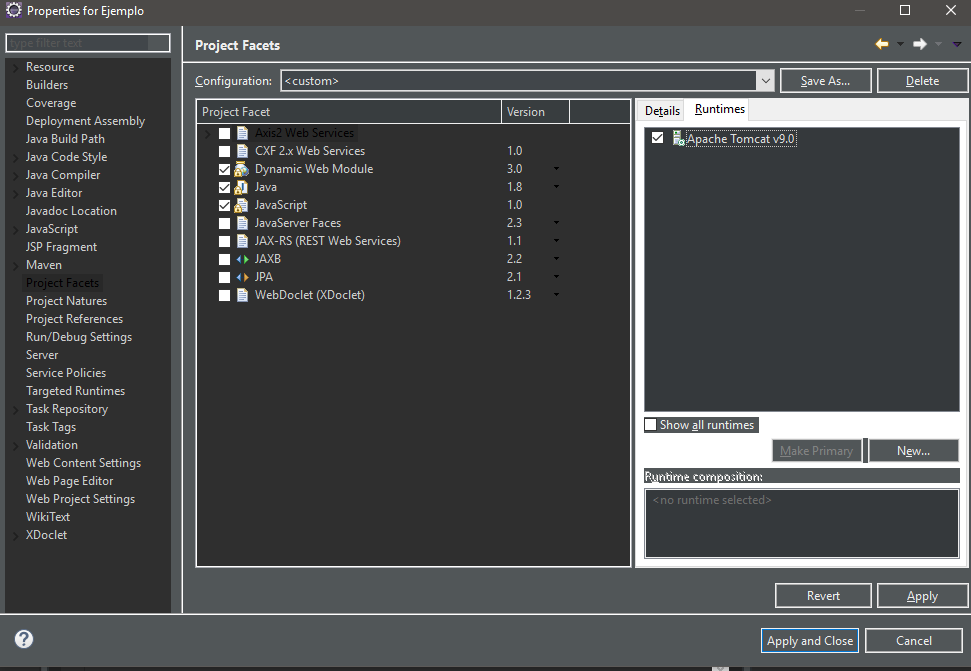 Properties for Ejemplo
type filter text
Resource
Builders
Coverage
Deployment Assembly
Java Build Path
Java Code Style
Java Compiler
Java Editor
Javadoc Location
JavaScript
JSP Fragment
Maven
Project Facets
Project Natures
Project References
Run/Debug Settings
Server
Service Policies
Targeted Runtimes
Task Repository
Task Tags
Validation
Web Content Settings
Web Page Editor
Web Project Settings
WikiText
XDoclet
Project Facets
Configuration: <custom> Save As... Delete
Project Facet Version
Axis2 Web Services
CXF 2.x Web Services 1.0
Dynamic Web Module 3.0
Java 1.8
JavaScript 1.0
JavaServer Faces 2.3
JAX-RS (REST Web Services) 1.1
JAXB 2.2
JPA 2.1
WebDoclet (XDoclet) 1.2.3
Details Runtimes
Apache Tomcat v9.0
Show all runtimes
Make Primary New...
Runtime composition:
<no runtime selected>
Revert Apply
? Apply and Close Cancel